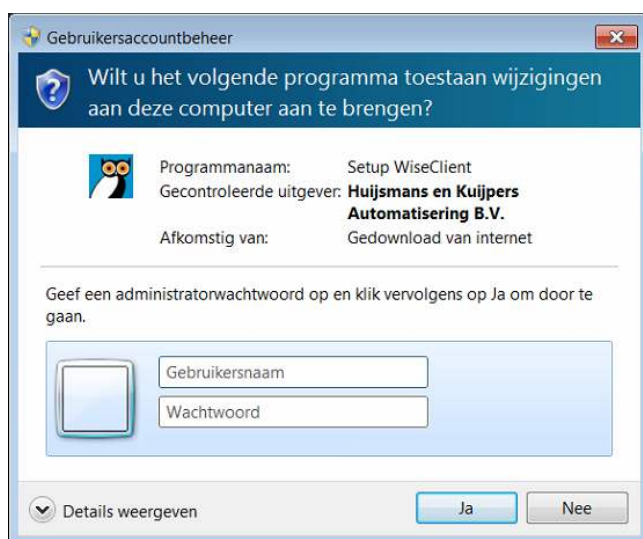 Gebruikersaccountbeheer
Wilt u het volgende programma toestaan wijzigingen
aan deze computer aan te brengen?
Programmanaam: Setup WiseClient
Gecontroleerde uitgever: Huijsmans en Kuijpers
Automatisering B.V.
Afkomstig van: Gedownload van internet
Geef een administratorwachtwoord op en klik vervolgens op Ja om door te
gaan.
Gebruikersnaam
Wachtwoord
Details weergeven Ja Nee